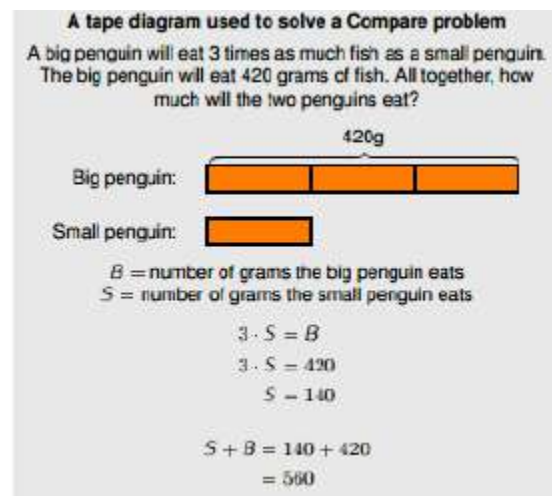 A tape diagram used to solve a Compare problem
A big penguin will eat 3 times as much fish as a small penguin.
The big penguin will eat 420 grams of fish. All together, how
much will the two penguins eat?
420g
Big penguin:
Small penguin:
B = number of grams the big penguin eats
S = number of grams the small penguin eats
3 · S = B
3 · S = 420
S = 140
S + B = 140 + 420
= 560